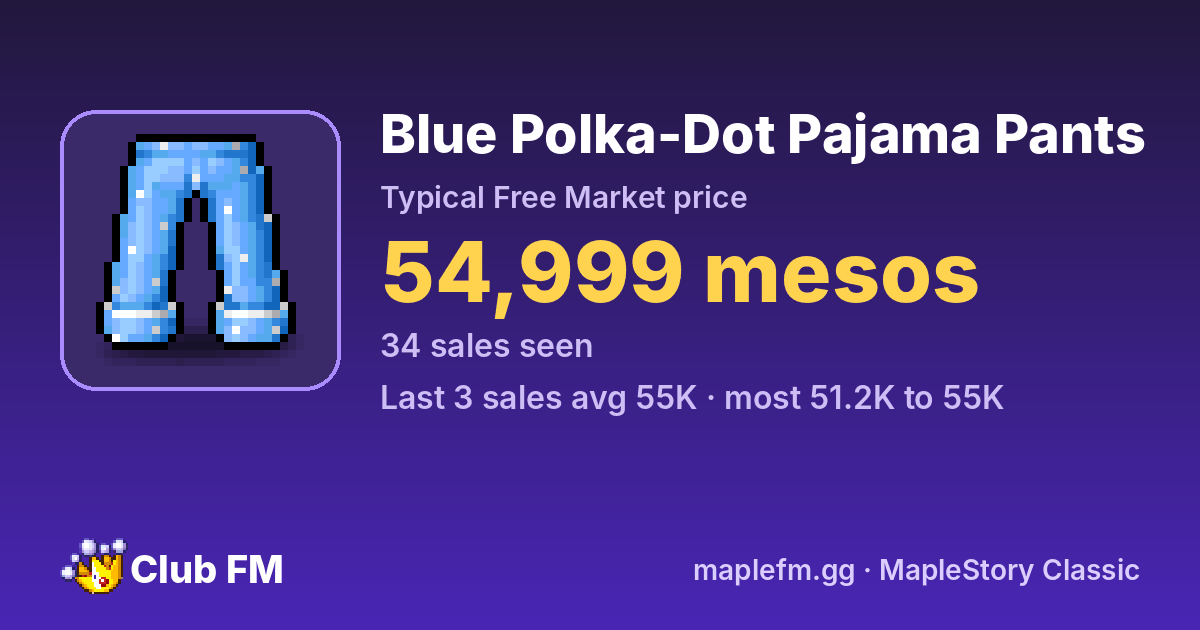 Blue Polka-Dot Pajama Pants
Typical Free Market price
54,999 mesos
34 sales seen
Last 3 sales avg 55K · most 51.2K to 55K
Club FM
maplefm.gg · MapleStory Classic